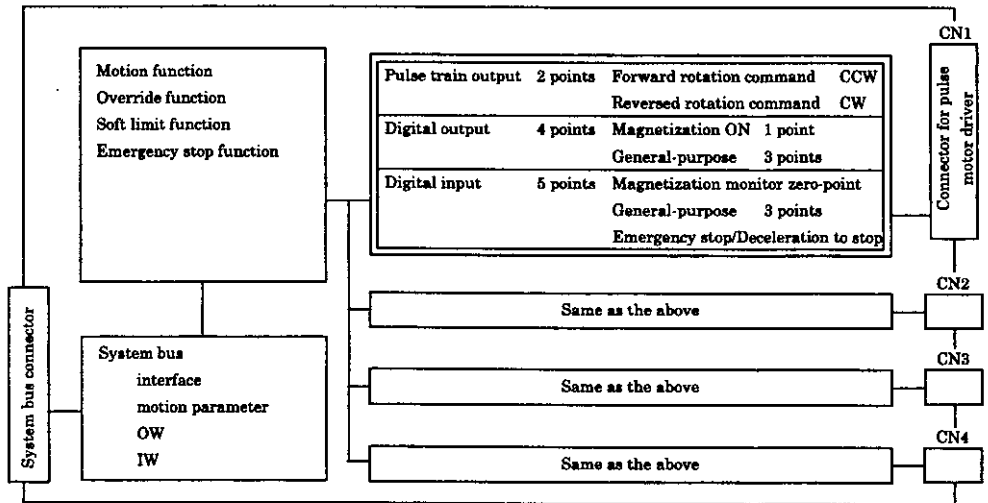 CN1
Motion function
Override function
Soft limit function
Emergency stop function
Pulse train output 2 points Forward rotation command CCW
Reversed rotation command CW
Digital output 4 points Magnetization ON 1 point
General-purpose 3 points
Digital input 5 points Magnetization monitor zero-point
General-purpose 3 points
Emergency stop/Deceleration to stop
Connector for pulse
motor driver
CN2
Same as the above
System bus connector
System bus
interface
motion parameter
OW
IW
CN3
Same as the above
CN4
Same as the above